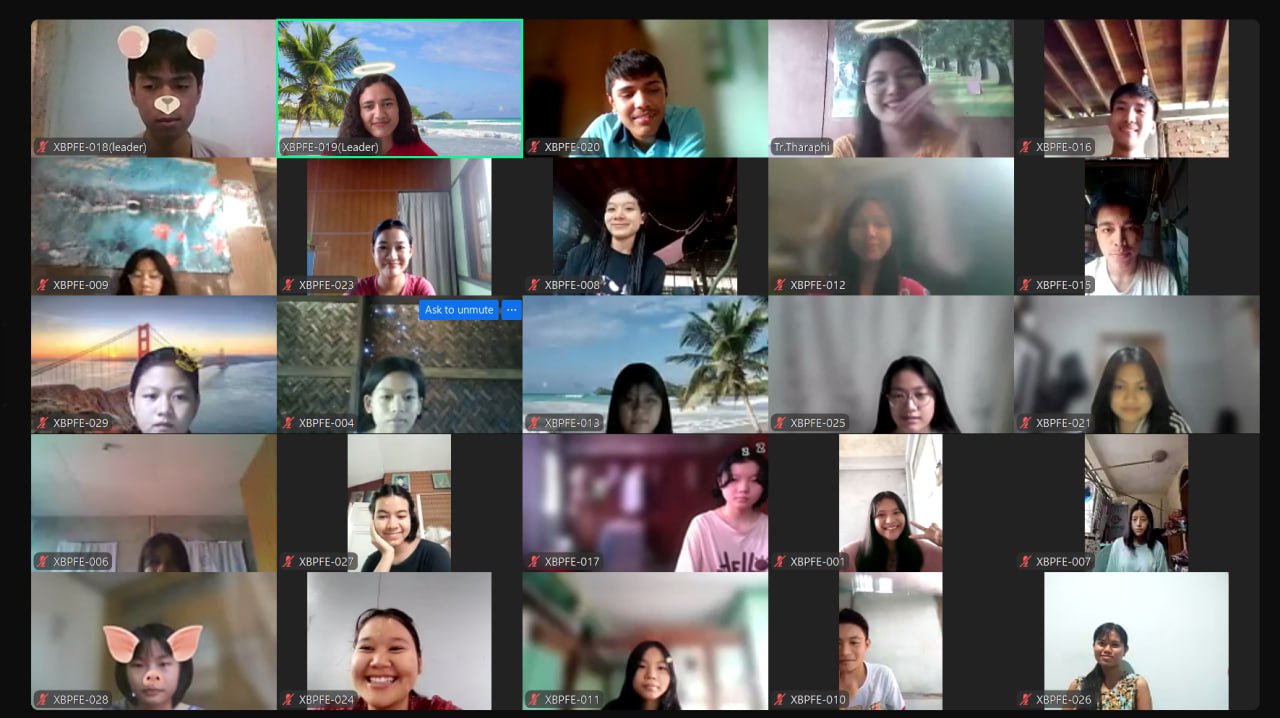 XBPFE-018(leader)
XBPFE-019(Leader)
XBPFE-020
Tr.Tharaphi
XBPFE-016
XBPFE-009
XBPFE-023
XBPFE-008
XBPFE-012
XBPFE-015
Ask to unmute ...
XBPFE-029
XBPFE-004
XBPFE-013
XBPFE-025
XBPFE-021
XBPFE-006
XBPFE-027
XBPFE-017
HELLO
XBPFE-001
XBPFE-007
XBPFE-028
XBPFE-024
XBPFE-011
XBPFE-010
XBPFE-026